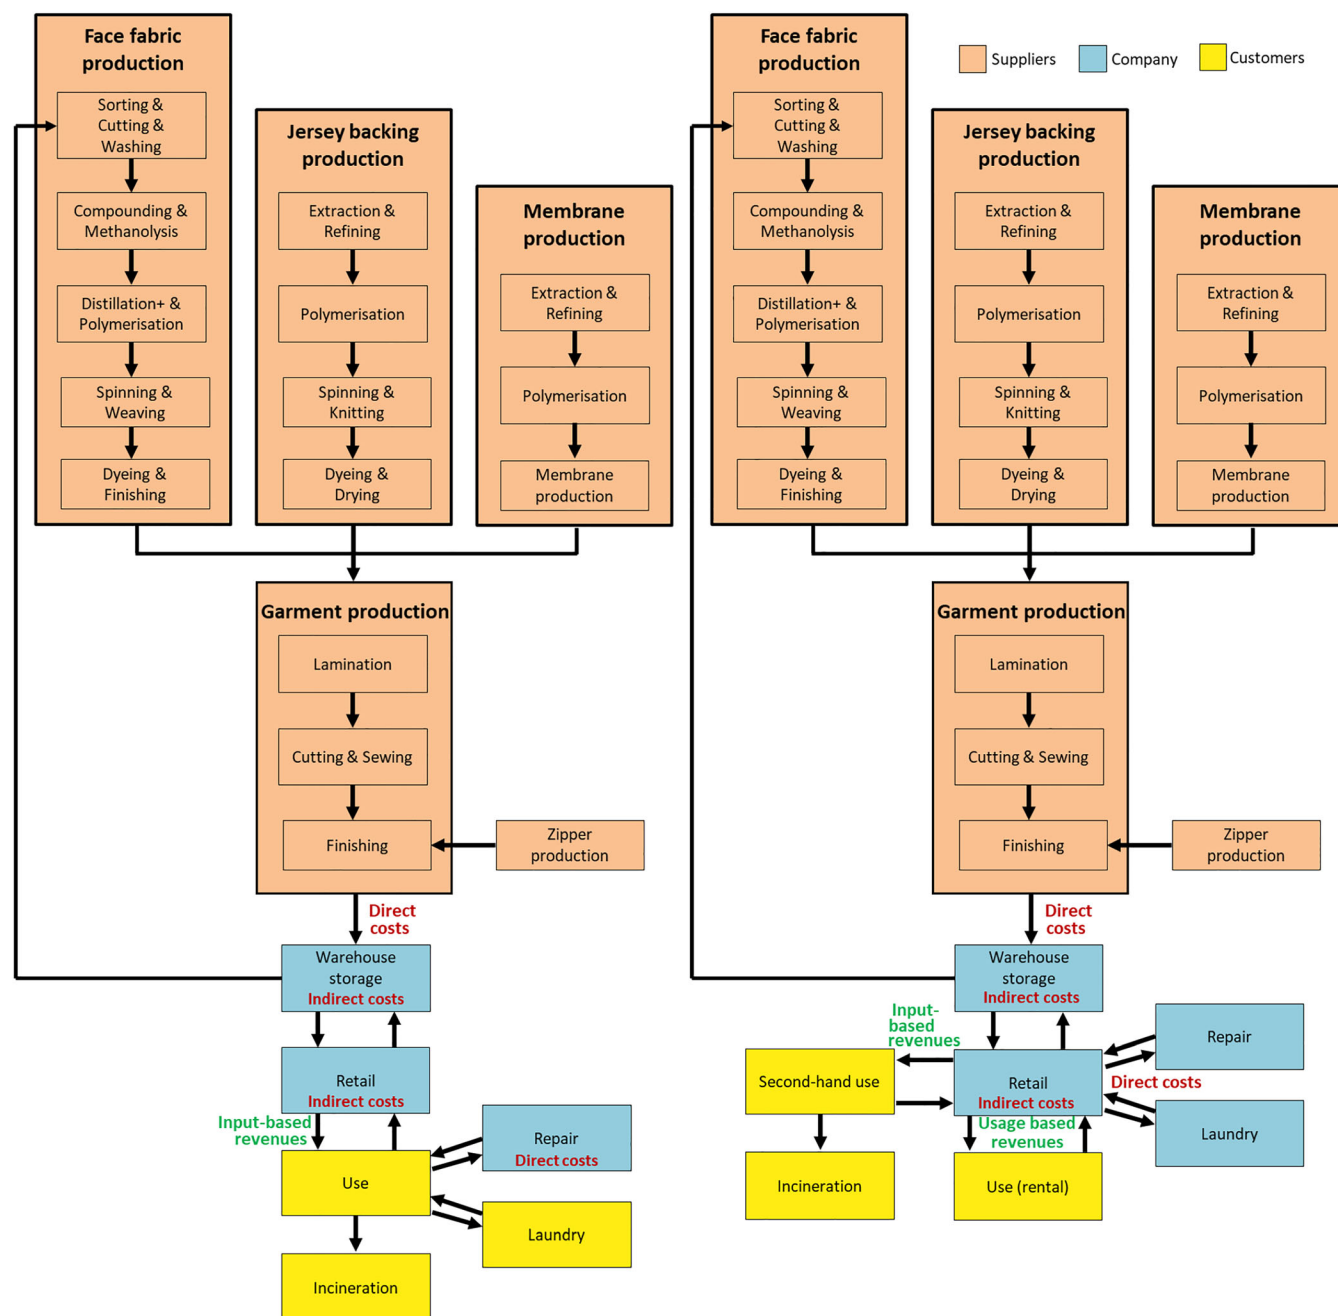 Face fabric
production
Sorting &
Cutting &
Washing
Compounding &
Methanolysis
Distillation+ &
Polymerisation
Spinning &
Weaving
Dyeing &
Finishing
Jersey backing
production
Extraction &
Refining
Polymerisation
Spinning &
Knitting
Dyeing &
Drying
Membrane
production
Extraction &
Refining
Polymerisation
Membrane
production
Garment production
Lamination
Cutting & Sewing
Finishing
Zipper
production
Direct
costs
Warehouse
storage
Indirect costs
Retail
Indirect costs
Input-based
revenues
Repair
Direct costs
Use
Laundry
Incineration
Suppliers
Company
Customers
Face fabric
production
Sorting &
Cutting &
Washing
Compounding &
Methanolysis
Distillation+ &
Polymerisation
Spinning &
Weaving
Dyeing &
Finishing
Jersey backing
production
Extraction &
Refining
Polymerisation
Spinning &
Knitting
Dyeing &
Drying
Membrane
production
Extraction &
Refining
Polymerisation
Membrane
production
Garment production
Lamination
Cutting & Sewing
Finishing
Zipper
production
Direct
costs
Warehouse
storage
Indirect costs
Input-
based
revenues
Repair
Second-hand use
Retail
Indirect costs
Direct costs
Usage based
revenues
Laundry
Incineration
Use (rental)